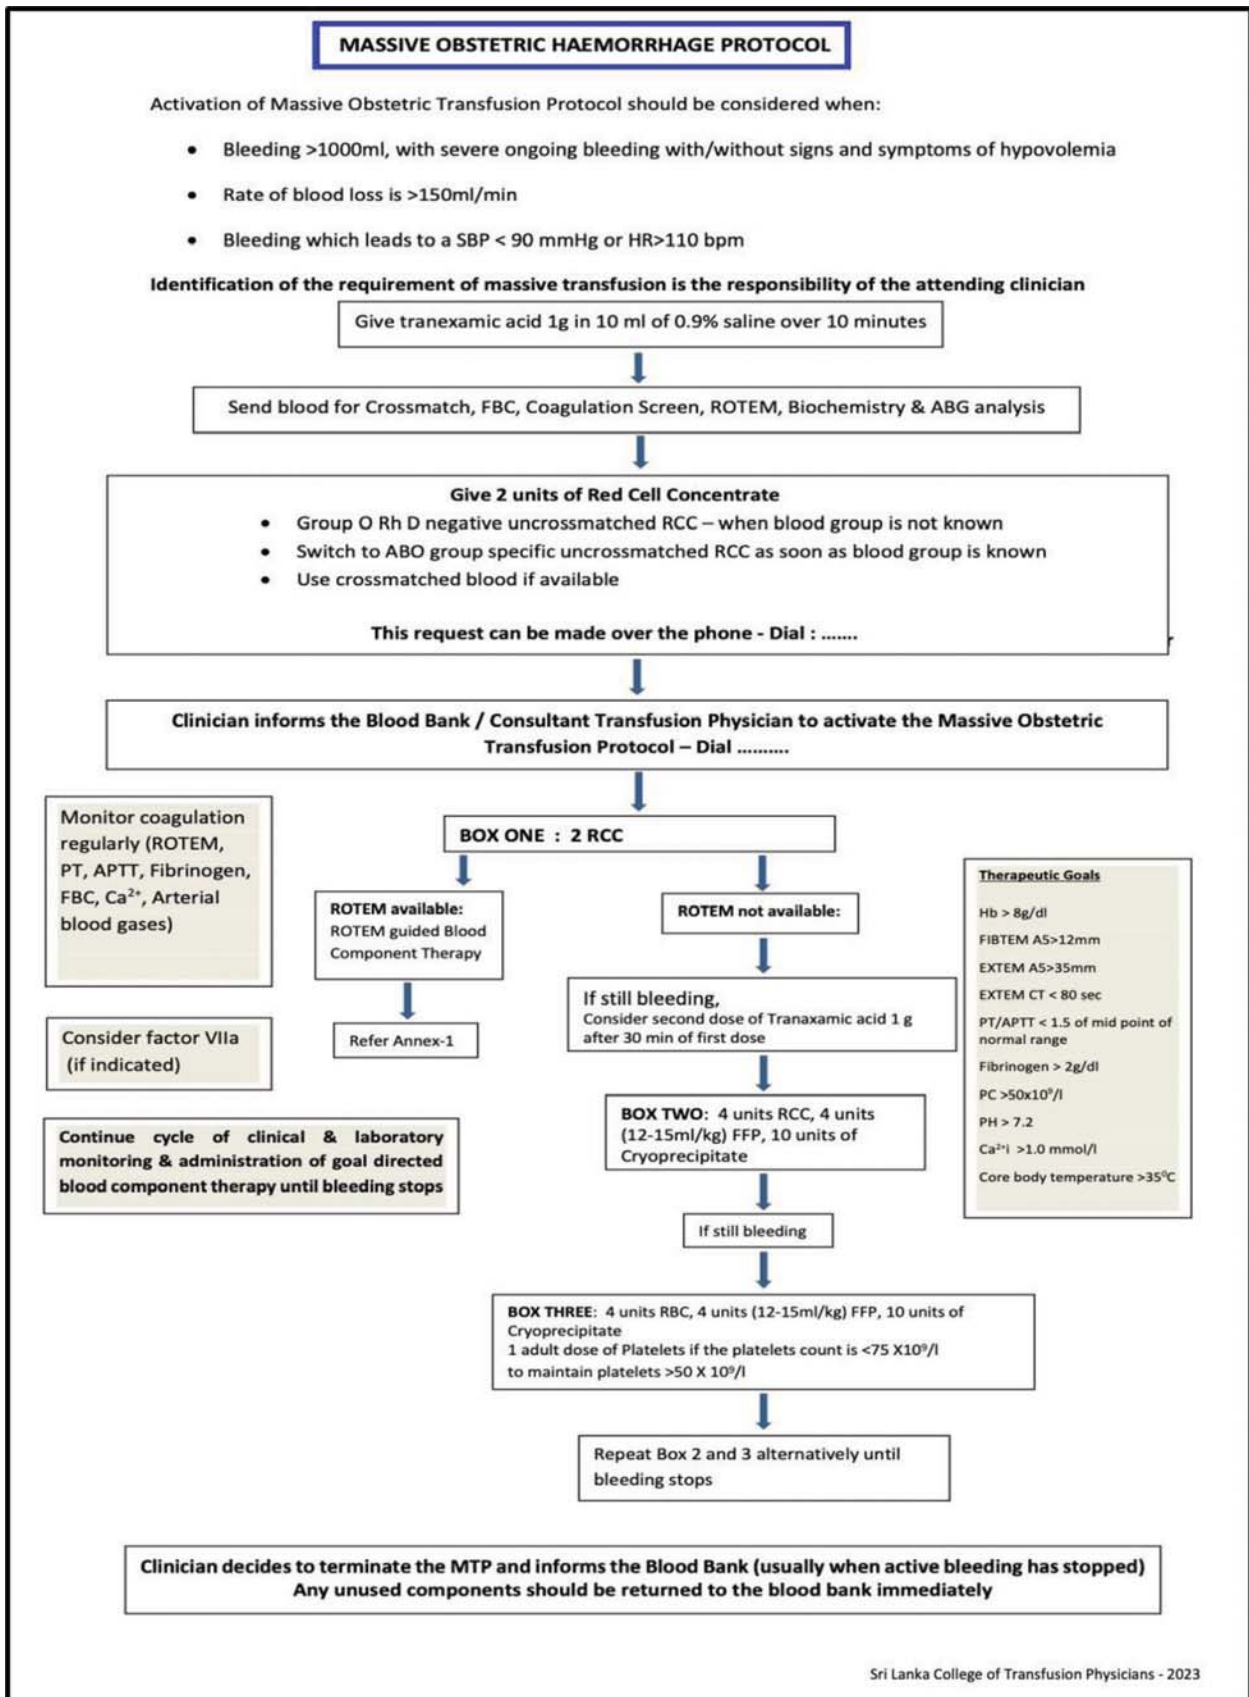 MASSIVE OBSTETRIC HAEMORRHAGE PROTOCOL
Activation of Massive Obstetric Transfusion Protocol should be considered when:
• Bleeding >1000ml, with severe ongoing bleeding with/without signs and symptoms of hypovolemia
• Rate of blood loss is >150ml/min
• Bleeding which leads to a SBP < 90 mmHg or HR>110 bpm
Identification of the requirement of massive transfusion is the responsibility of the attending clinician
Give tranexamic acid 1g in 10 ml of 0.9% saline over 10 minutes
Send blood for Crossmatch, FBC, Coagulation Screen, ROTEM, Biochemistry & ABG analysis
Give 2 units of Red Cell Concentrate
• Group O Rh D negative uncrossmatched RCC – when blood group is not known
• Switch to ABO group specific uncrossmatched RCC as soon as blood group is known
• Use crossmatched blood if available
This request can be made over the phone - Dial : .......
Clinician informs the Blood Bank / Consultant Transfusion Physician to activate the Massive Obstetric
Transfusion Protocol – Dial ..........
Monitor coagulation
regularly (ROTEM,
PT, APTT, Fibrinogen,
FBC, Ca²⁺, Arterial
blood gases)
Consider factor VIIa
(if indicated)
Continue cycle of clinical & laboratory
monitoring & administration of goal directed
blood component therapy until bleeding stops
BOX ONE : 2 RCC
ROTEM available:
ROTEM guided Blood
Component Therapy
Refer Annex-1
ROTEM not available:
If still bleeding,
Consider second dose of Tranaxamic acid 1 g
after 30 min of first dose
BOX TWO: 4 units RCC, 4 units
(12-15ml/kg) FFP, 10 units of
Cryoprecipitate
If still bleeding
BOX THREE: 4 units RBC, 4 units (12-15ml/kg) FFP, 10 units of
Cryoprecipitate
1 adult dose of Platelets if the platelets count is <75 X10⁹/l
to maintain platelets >50 X 10⁹/l
Repeat Box 2 and 3 alternatively until
bleeding stops
Therapeutic Goals
Hb > 8g/dl
FIBTEM A5>12mm
EXTEM A5>35mm
EXTEM CT < 80 sec
PT/APTT < 1.5 of mid point of
normal range
Fibrinogen > 2g/dl
PC >50x10⁹/l
PH > 7.2
Ca²⁺i >1.0 mmol/l
Core body temperature >35⁰C
Clinician decides to terminate the MTP and informs the Blood Bank (usually when active bleeding has stopped)
Any unused components should be returned to the blood bank immediately
Sri Lanka College of Transfusion Physicians - 2023